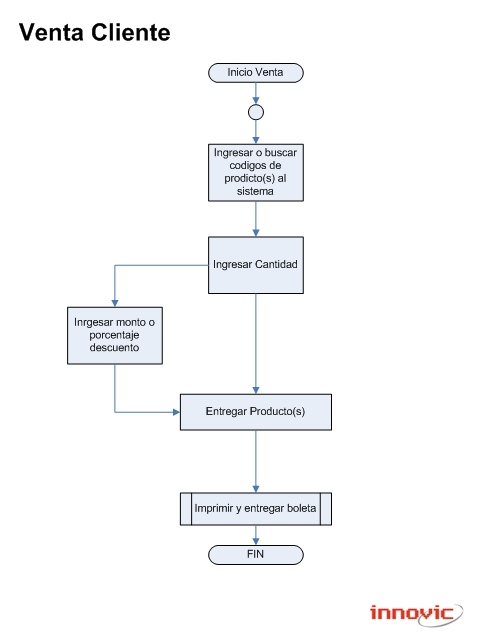 Venta Cliente
Inicio Venta
Ingresar o buscar
codigos de
prodicto(s) al
sistema
Ingresar Cantidad
Inrgesar monto o
porcentaje
descuento
Entregar Producto(s)
Imprimir y entregar boleta
FIN
innovic